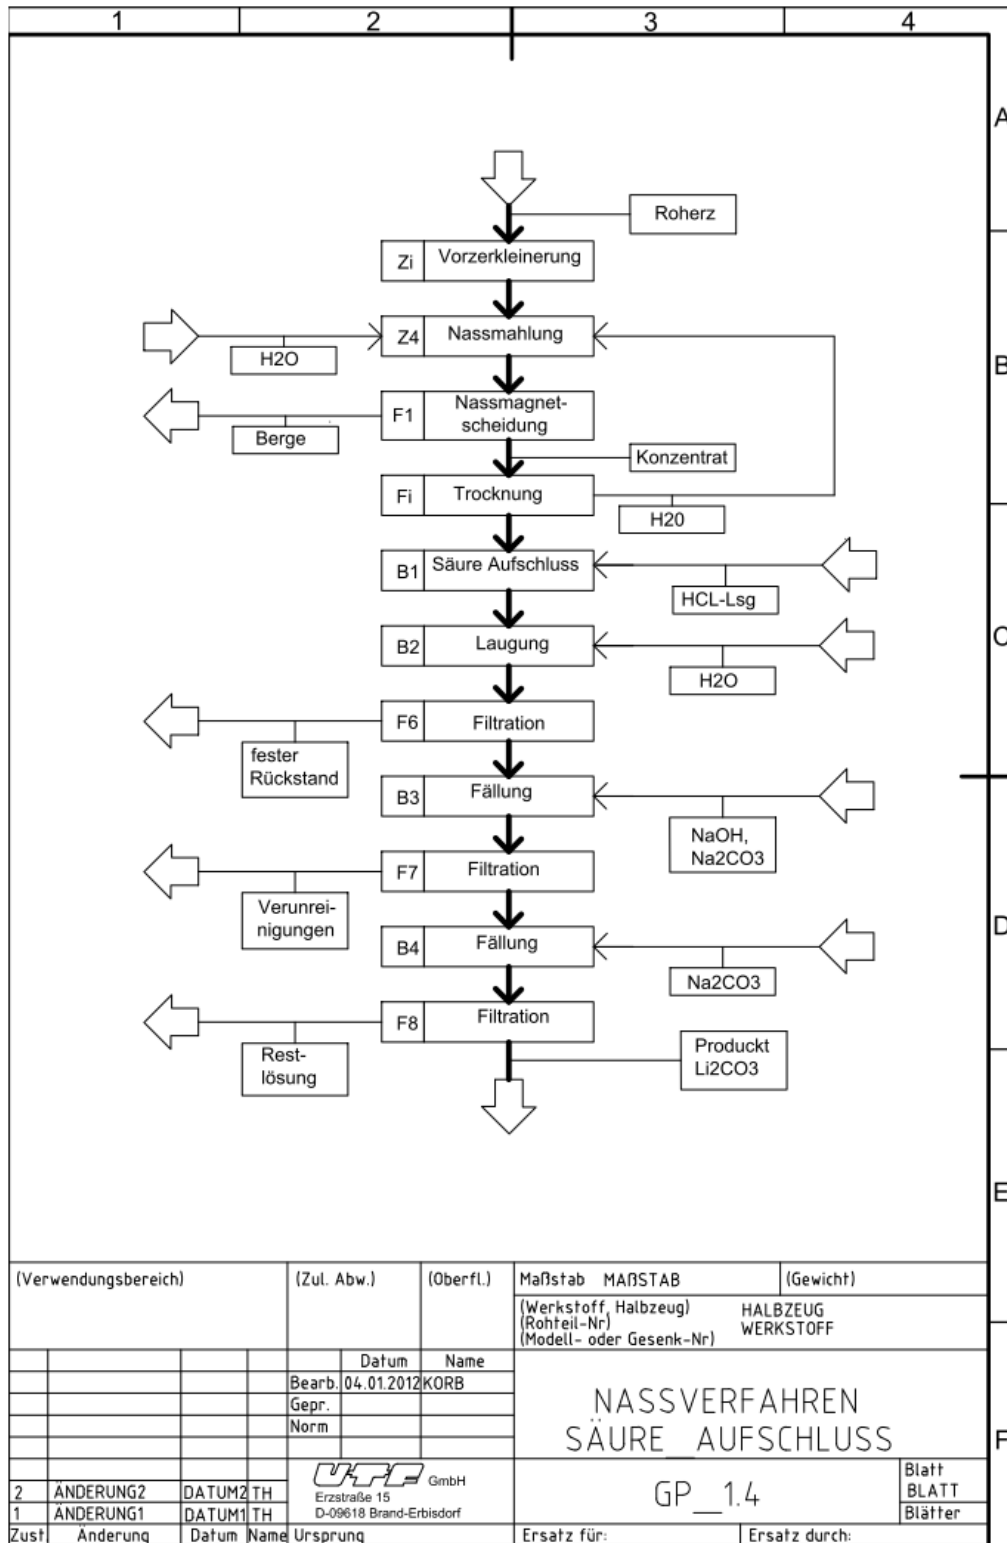 1 2 3 4
A
Roherz
Zi Vorzerkleinerung
Z4 Nassmahlung
H2O
B
F1 Nassmagnet-
scheidung
Berge
Konzentrat
Fi Trocknung
H20
B1 Säure Aufschluss
HCL-Lsg
C
B2 Laugung
H2O
F6 Filtration
fester
Rückstand
B3 Fällung
NaOH,
Na2CO3
F7 Filtration
Verunrei-
nigungen
D
B4 Fällung
Na2CO3
F8 Filtration
Rest-
lösung
Produckt
Li2CO3
E
(Verwendungsbereich) (Zul. Abw.) (Oberfl.) Maßstab MAßSTAB (Gewicht)
(Werkstoff, Halbzeug) HALBZEUG
(Rohteil-Nr) WERKSTOFF
(Modell- oder Gesenk-Nr)
Datum Name
Bearb. 04.01.2012 KORB
Gepr.
Norm
NASSVERFAHREN
SÄURE_AUFSCHLUSS
F
UTF GmbH
Erzstraße 15
D-09618 Brand-Erbisdorf
GP__1.4
Blatt
BLATT
Blätter
2 ÄNDERUNG2 DATUM2 TH
1 ÄNDERUNG1 DATUM1 TH
Zust Änderung Datum Name Ursprung Ersatz für: Ersatz durch: